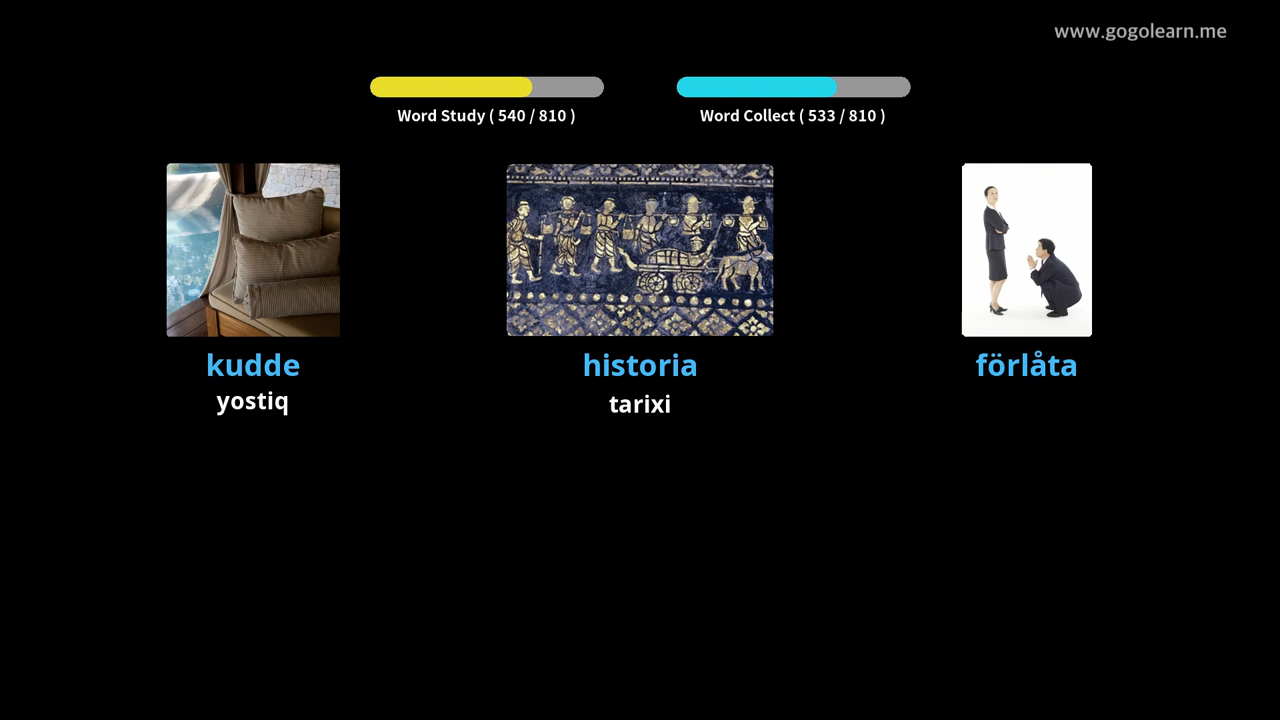 www.gogolearn.me
Word Study ( 540 / 810 )
Word Collect ( 533 / 810 )
kudde
yostiq
historia
tarixi
förlåta